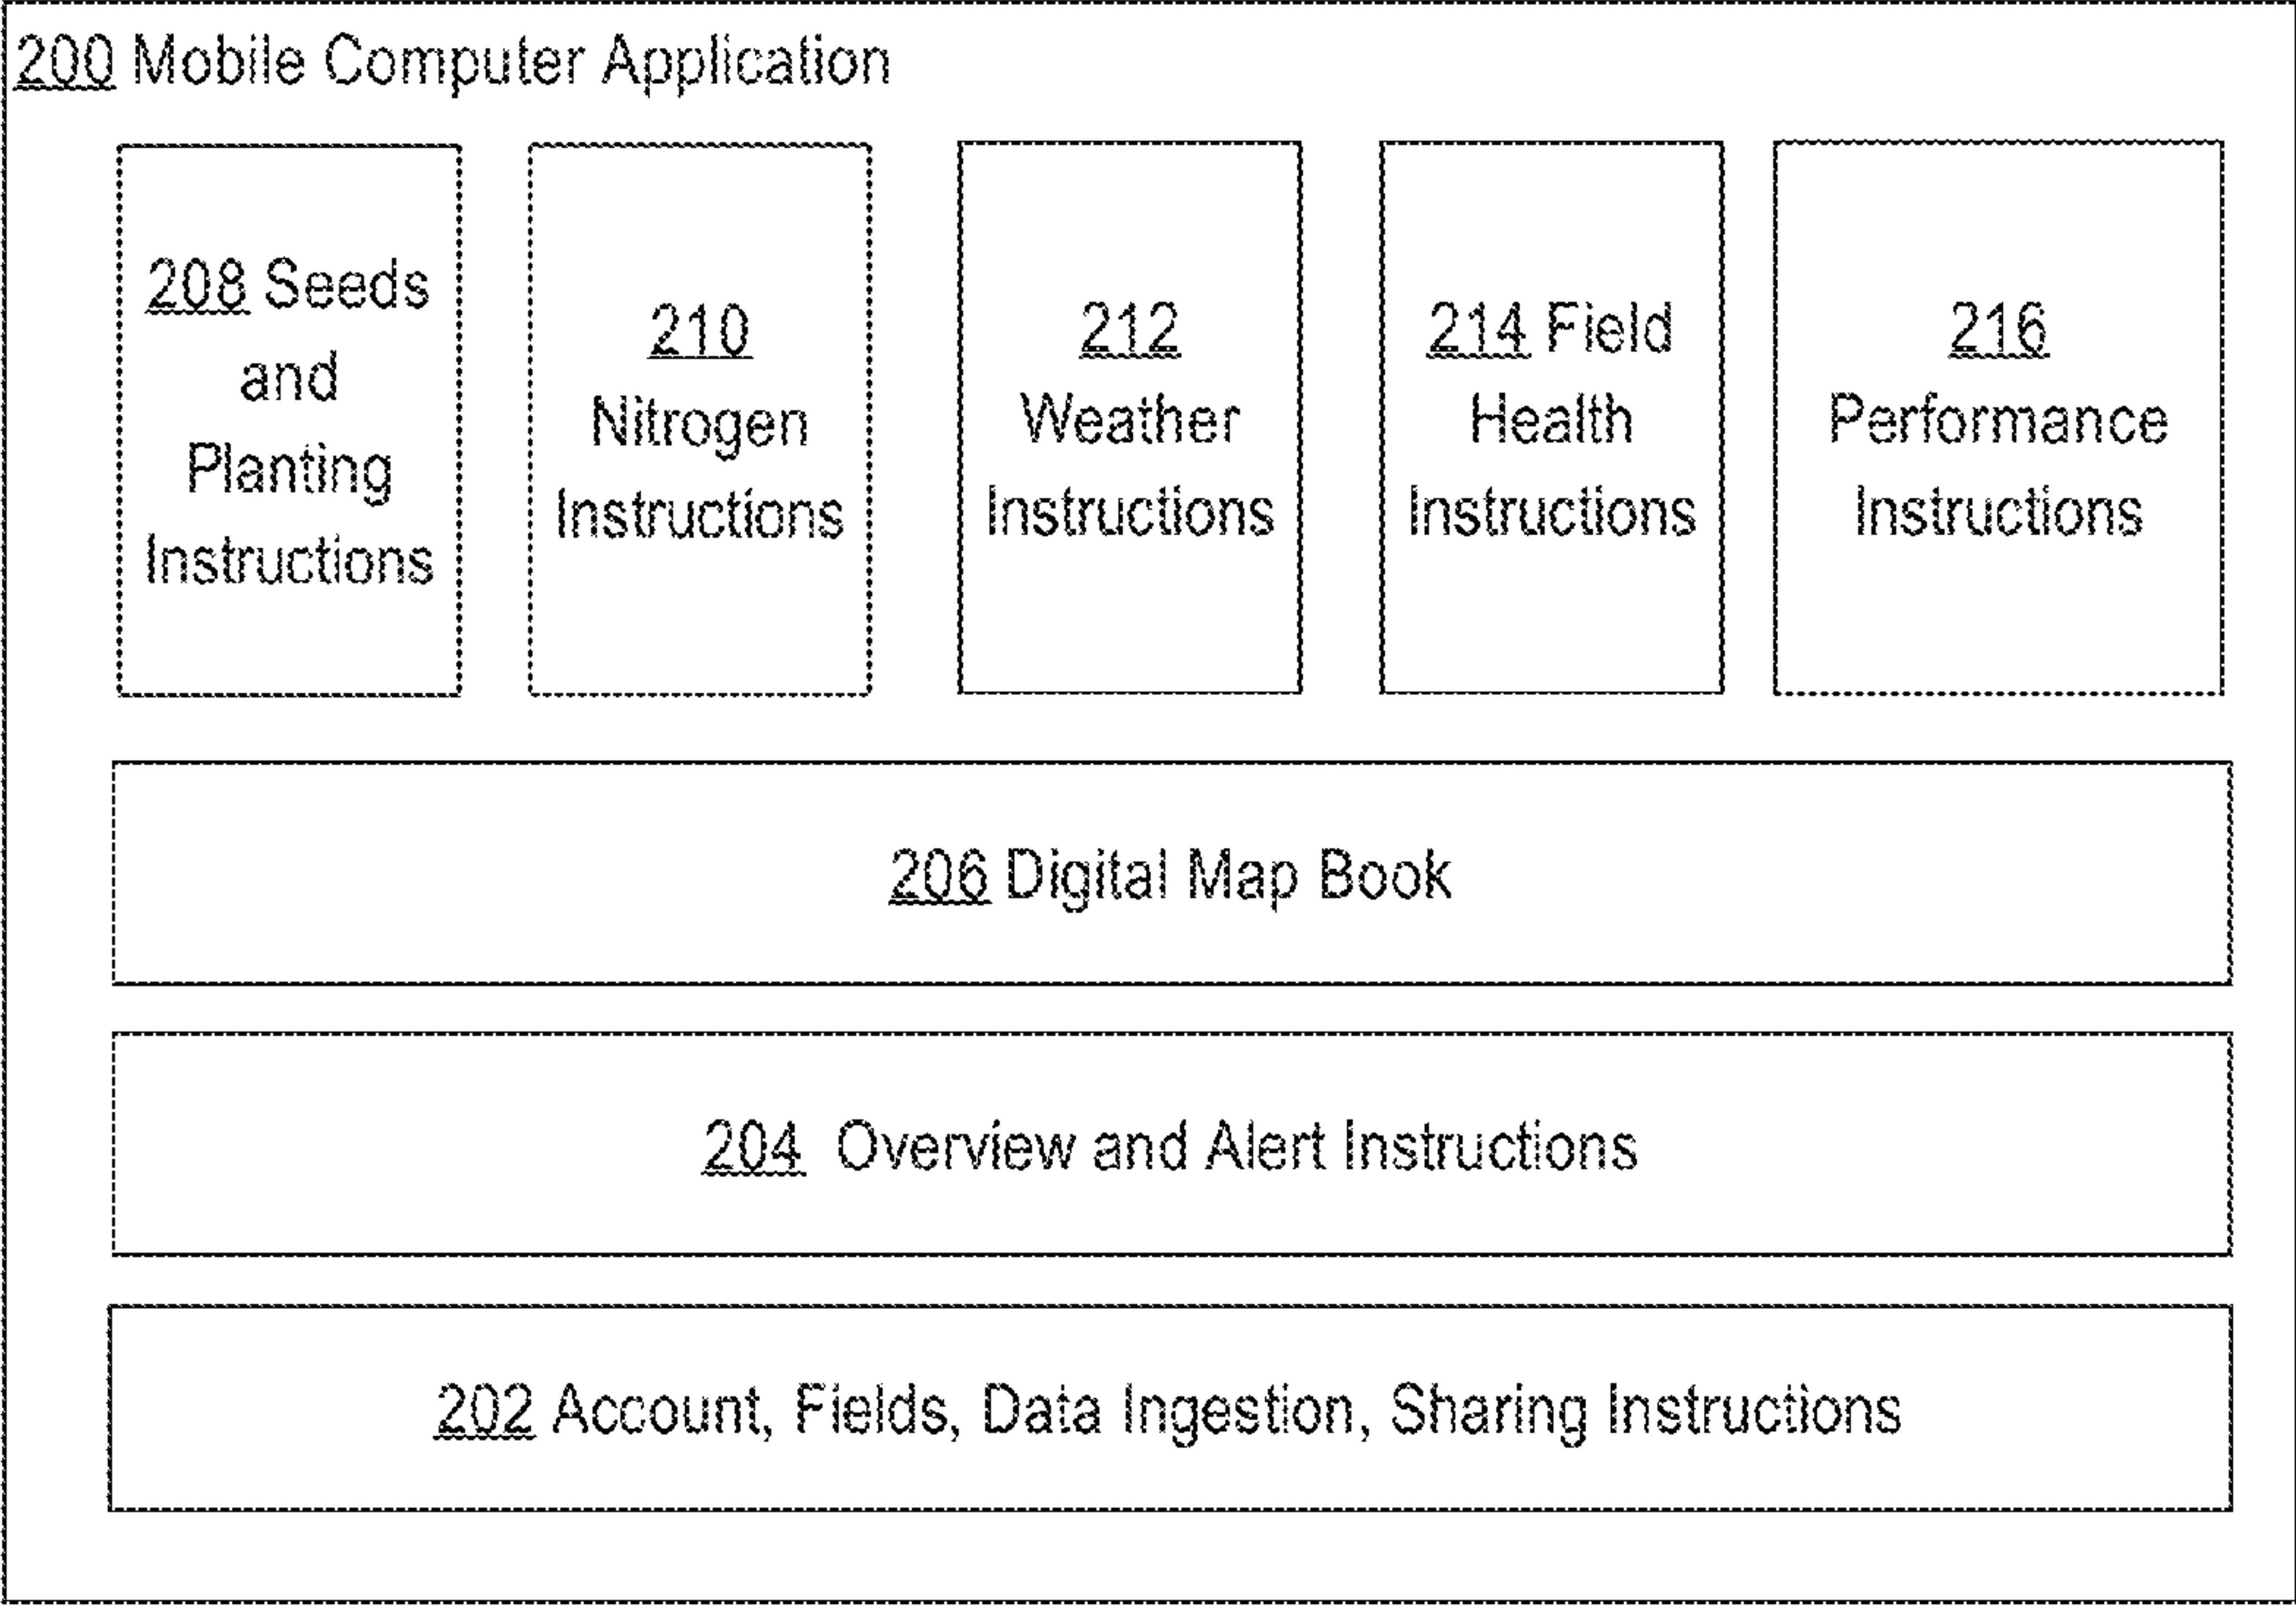 200 Mobile Computer Application
208 Seeds
and
Planting
Instructions
210
Nitrogen
Instructions
212
Weather
Instructions
214 Field
Health
Instructions
216
Performance
Instructions
206 Digital Map Book
204 Overview and Alert Instructions
202 Account, Fields, Data Ingestion, Sharing Instructions